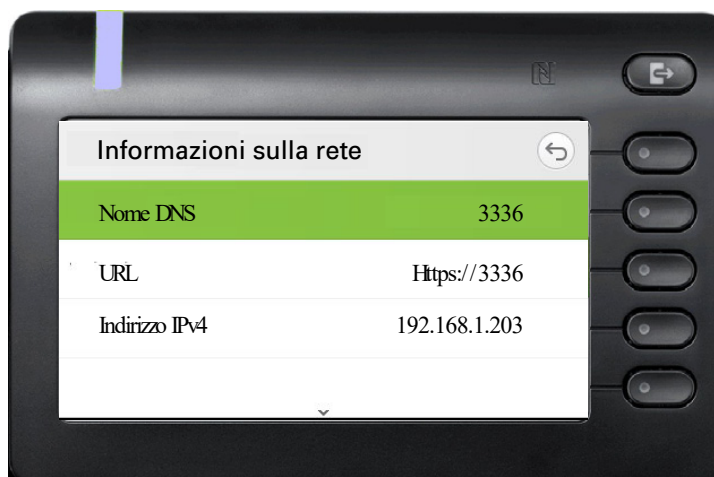 Informazioni sulla rete
Nome DNS 3336
URL Https://3336
Indirizzo IPv4 192.168.1.203